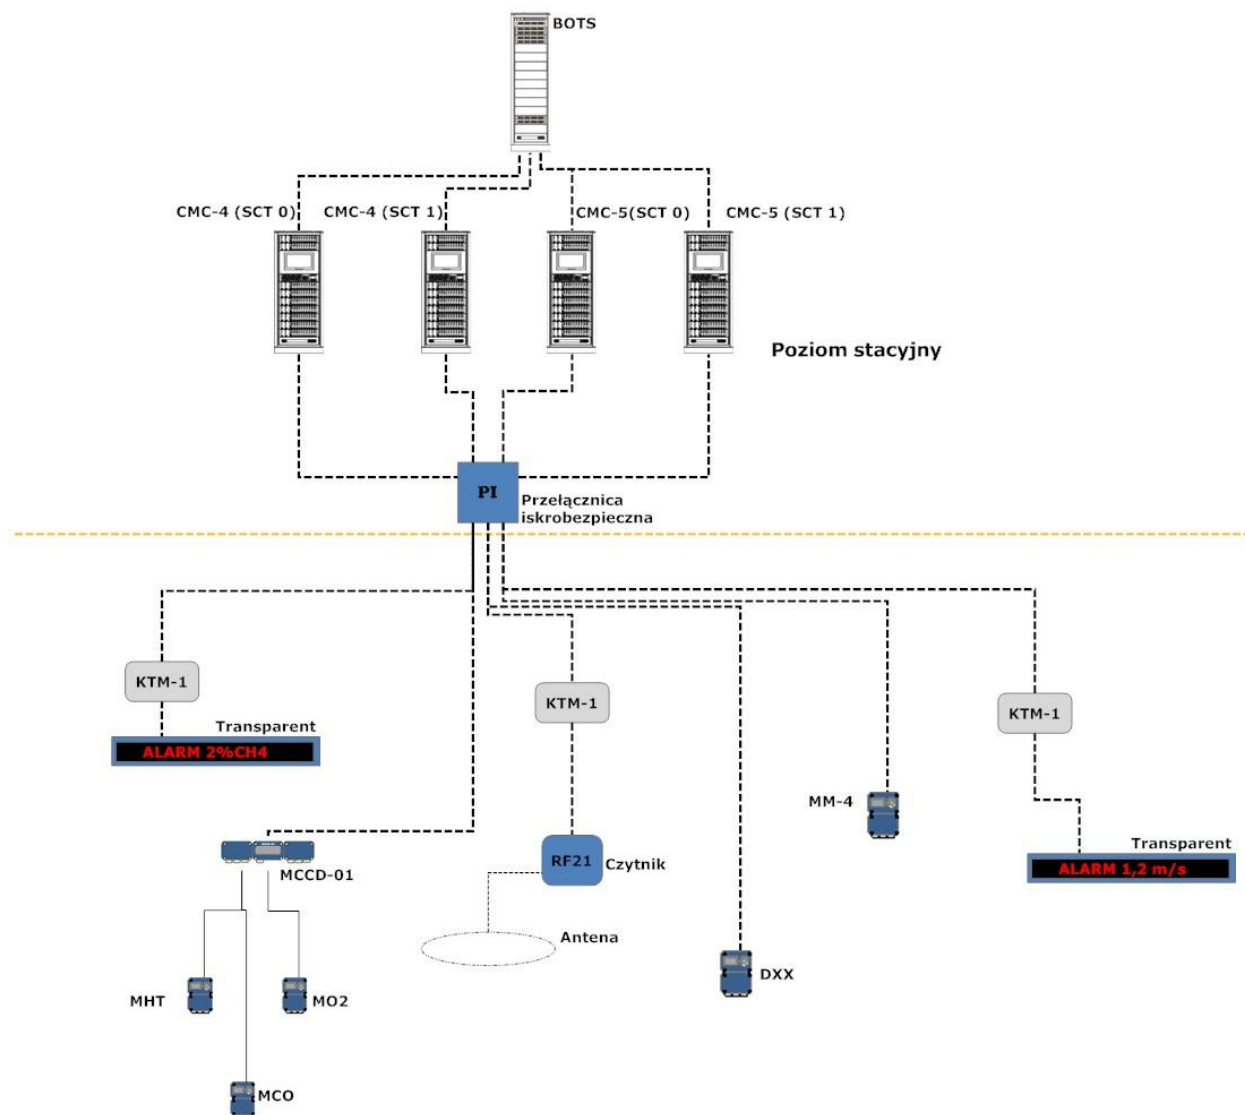 BOTS
CMC-4 (SCT 0)
CMC-4 (SCT 1)
CMC-5(SCT 0)
CMC-5 (SCT 1)
Poziom stacyjny
PI
Przełącznica
iskrobezpieczna
KTM-1
Transparent
ALARM 2%CH4
KTM-1
KTM-1
MM-4
Transparent
ALARM 1,2 m/s
MCCD-01
RF21
Czytnik
Antena
MHT
MO2
DXX
MCO